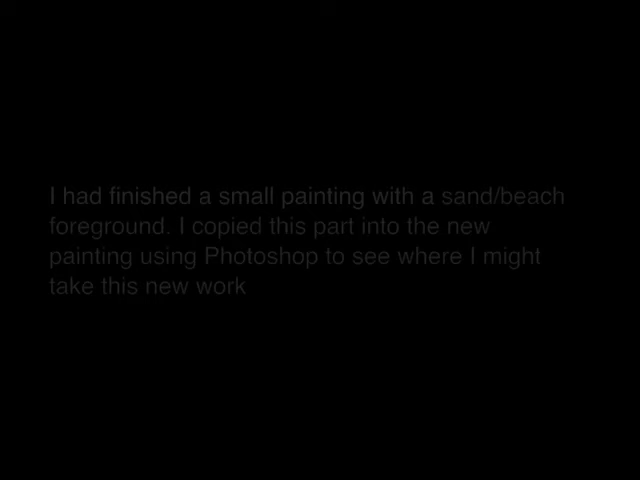 I had finished a small painting with a sand/beach
foreground. I copied this part into the new
painting using Photoshop to see where I might
take this new work